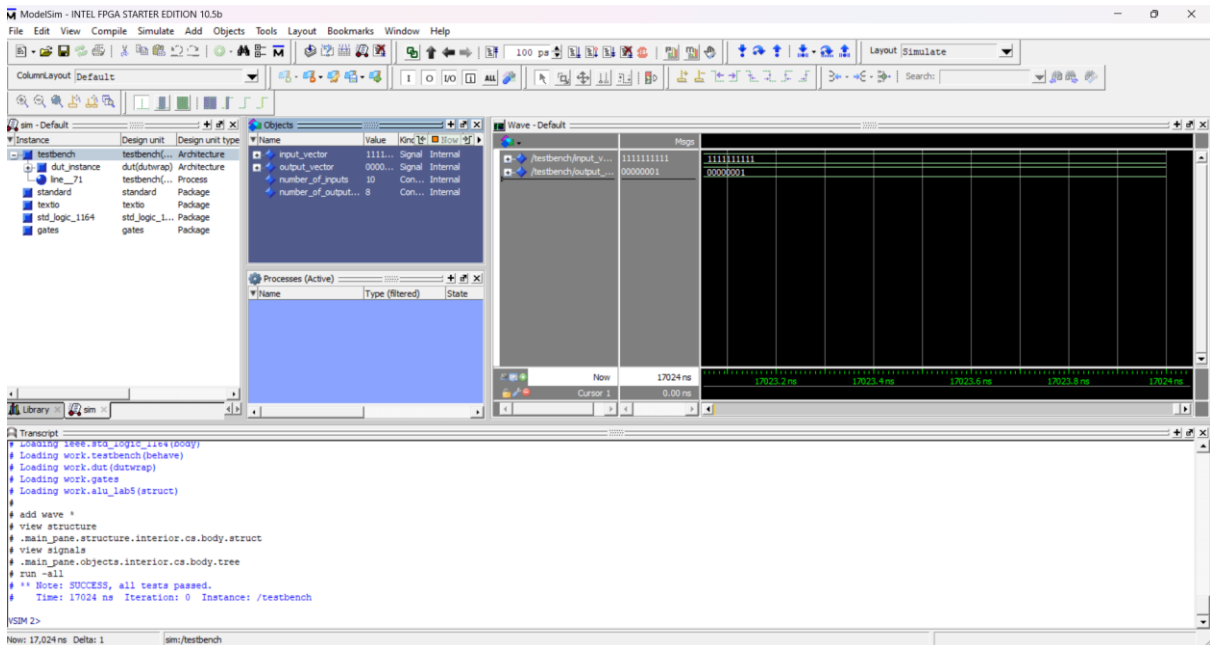 ModelSim - INTEL FPGA STARTER EDITION 10.5b
File Edit View Compile Simulate Add Objects Tools Layout Bookmarks Window Help
100 ps
Layout Simulate
ColumnLayout Default
Search:
sim - Default
Instance Design unit Design unit type
testbench testbench(... Architecture
dut_instance dut(dutwrap) Architecture
line__71 testbench(... Process
standard standard Package
textio textio Package
std_logic_1164 std_logic_1... Package
gates gates Package
Library sim
Objects
Name Value Kind Now
input_vector 1111... Signal Internal
output_vector 0000... Signal Internal
number_of_inputs 10 Con... Internal
number_of_output... 8 Con... Internal
Processes (Active)
Name Type (filtered) State
Wave - Default
Msgs
/testbench/input_v... 1111111111 1111111111
/testbench/output_... 00000001 00000001
Now 17024 ns 17023.2 ns 17023.4 ns 17023.6 ns 17023.8 ns 17024 ns
Cursor 1 0.00 ns
Transcript
# Loading ieee.std_logic_1164(body)
# Loading work.testbench(behave)
# Loading work.dut(dutwrap)
# Loading work.gates
# Loading work.alu_lab5(struct)
#
# add wave *
# view structure
# .main_pane.structure.interior.cs.body.struct
# view signals
# .main_pane.objects.interior.cs.body.tree
# run -all
# ** Note: SUCCESS, all tests passed.
# Time: 17024 ns Iteration: 0 Instance: /testbench
VSIM 2>
Now: 17,024 ns Delta: 1 sim:/testbench